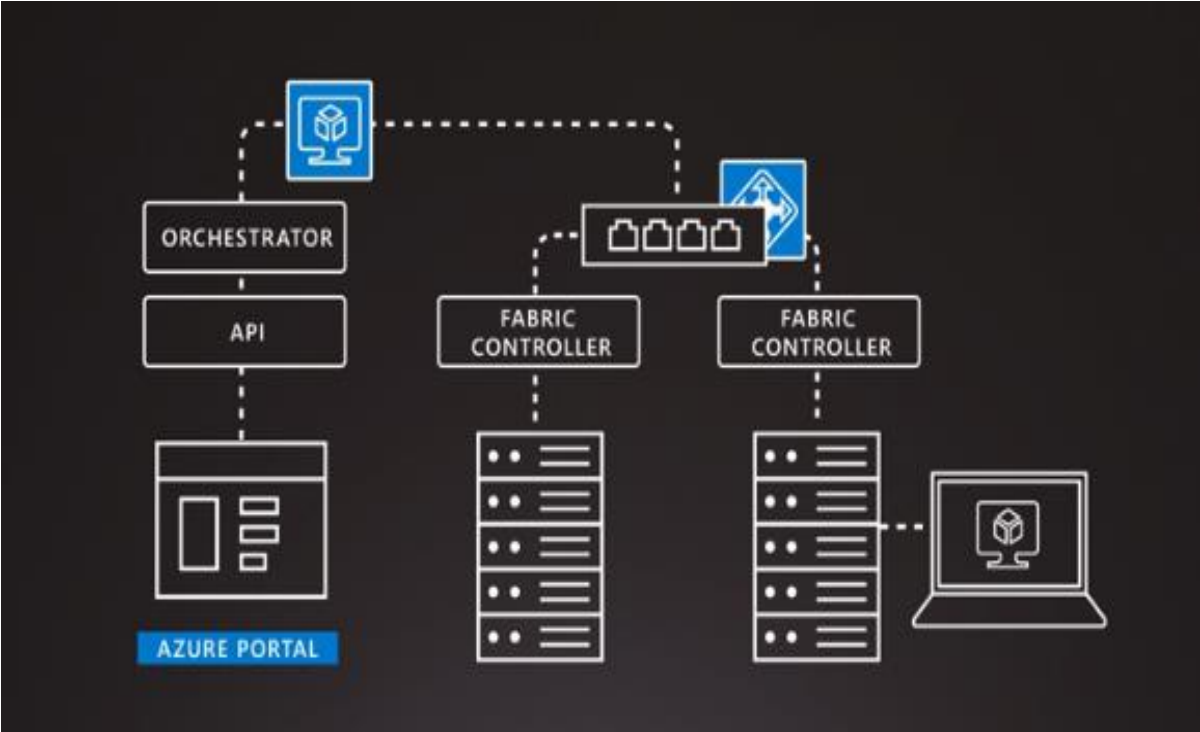 ORCHESTRATOR
API
FABRIC
CONTROLLER
FABRIC
CONTROLLER
AZURE PORTAL